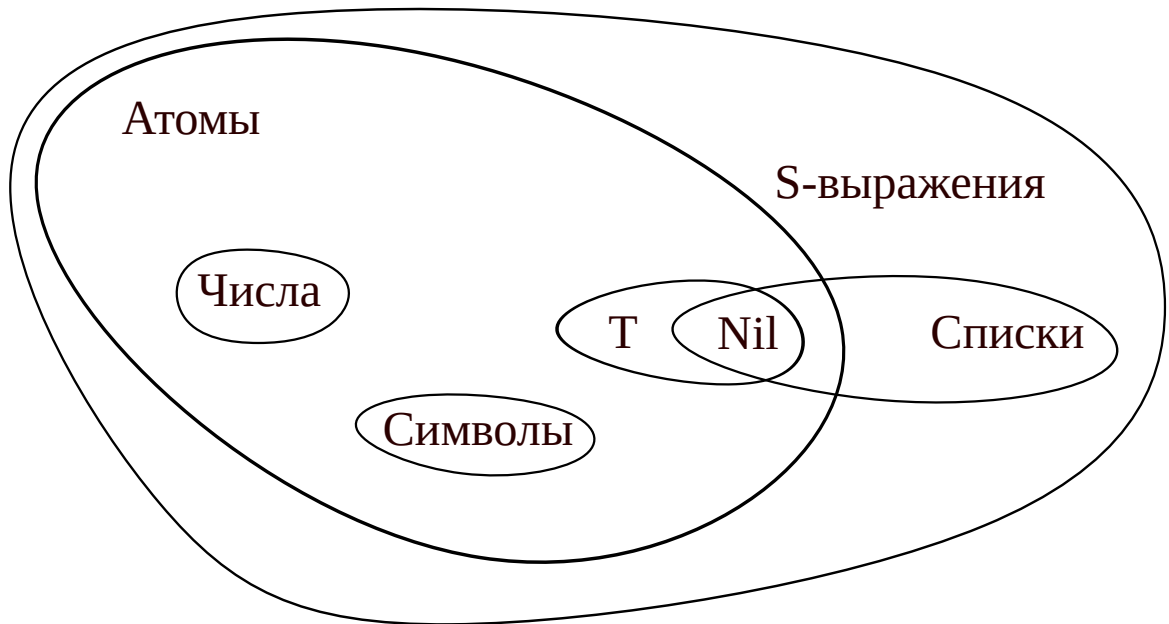 Атомы
S-выражения
Числа
T
Nil
Списки
Символы